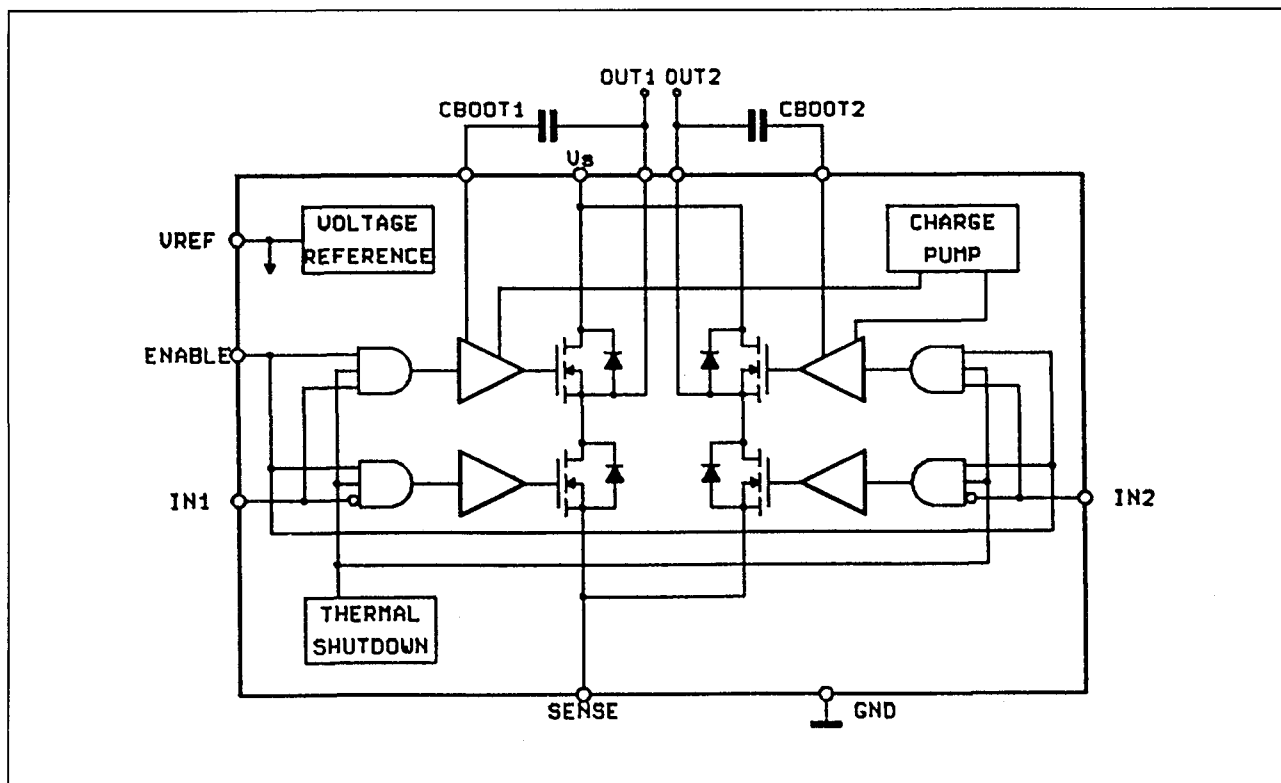 OUT1 OUT2
CBOOT1
CBOOT2
Vs
VREF
VOLTAGE
REFERENCE
CHARGE
PUMP
ENABLE
IN1
IN2
THERMAL
SHUTDOWN
SENSE
GND